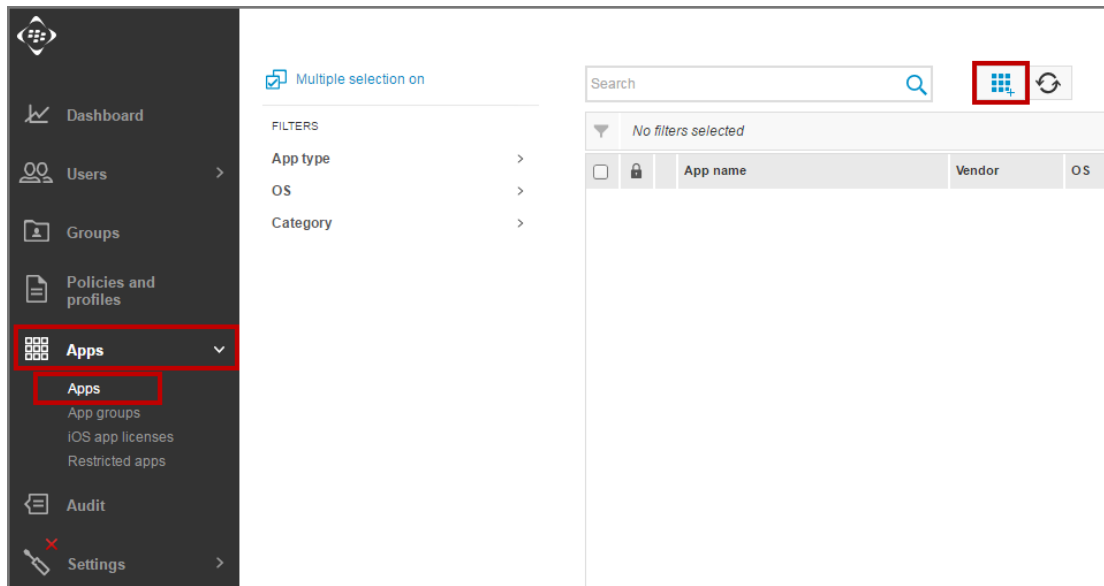 Dashboard
Users
Groups
Policies and
profiles
Apps
Apps
App groups
iOS app licenses
Restricted apps
Audit
Settings
Multiple selection on
FILTERS
App type
OS
Category
Search
No filters selected
App name Vendor OS